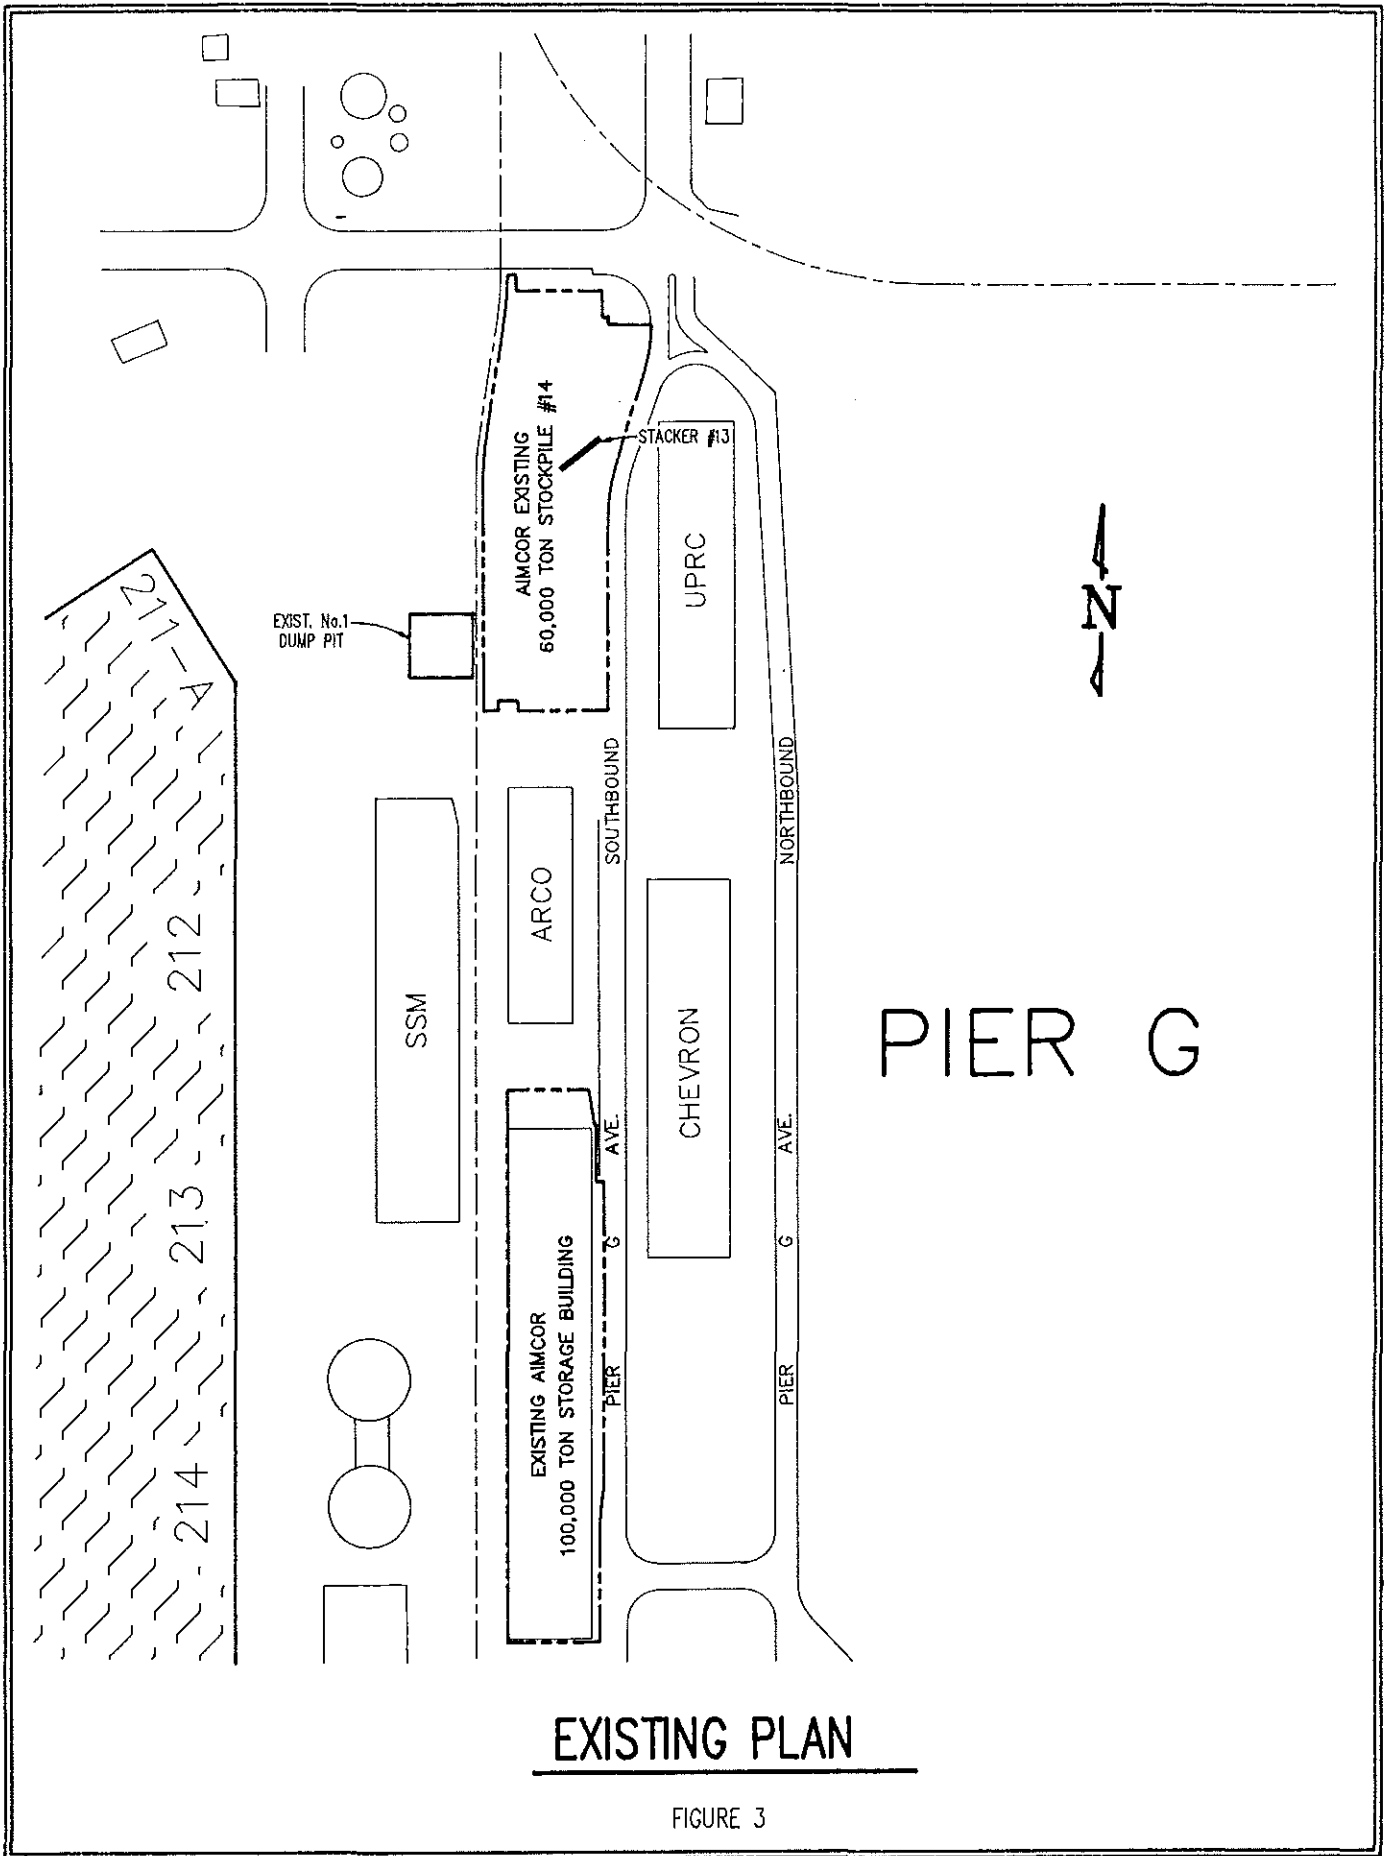 AIMCOR EXISTING
60,000 TON STOCKPILE #14
STACKER #13
UPRC
EXIST. No.1
DUMP PIT
N
211-A
212
213
214
SSM
ARCO
CHEVRON
PIER G AVE. SOUTHBOUND
PIER G AVE. NORTHBOUND
PIER G
EXISTING AIMCOR
100,000 TON STORAGE BUILDING
EXISTING PLAN
FIGURE 3